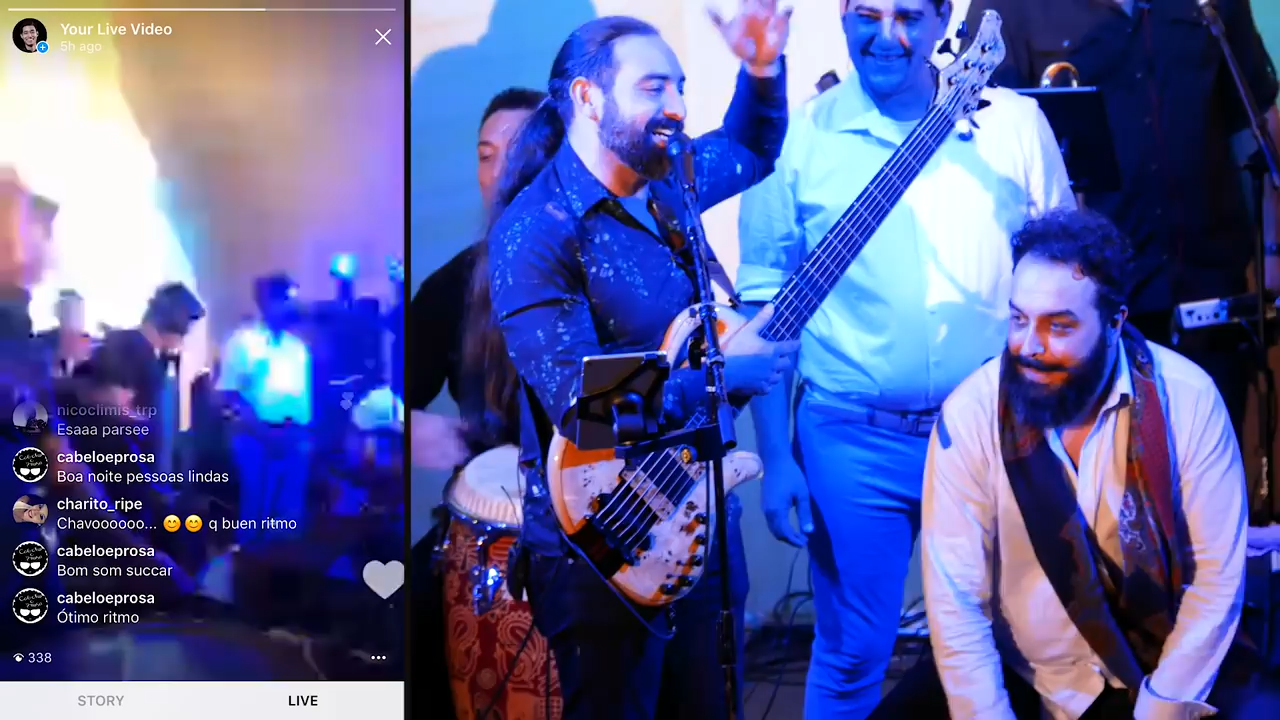 Your Live Video
5h ago
nicoclimis_trp
Esaaa parsee
cabeloeprosa
Boa noite pessoas lindas
charito_ripe
Chavoooooo... 😊😊 q buen ritmo
cabeloeprosa
Bom som succar
cabeloeprosa
Ótimo ritmo
338
STORY
LIVE